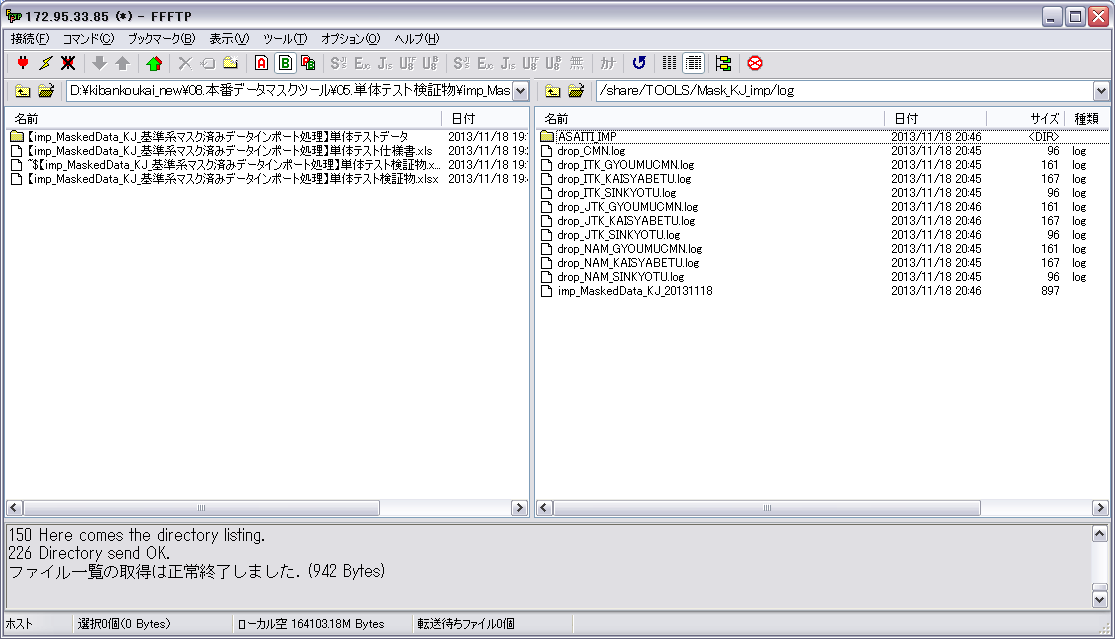 172.95.33.85 (*) - FFFTP
接続(F) コマンド(C) ブックマーク(B) 表示(V) ツール(T) オプション(O) ヘルプ(H)
D:¥kibankoukai_new¥08.本番データマスクツール¥05.単体テスト検証物¥imp_Mas
/share/TOOLS/Mask_KJ_imp/log
名前 日付
【imp_MaskedData_KJ_基準系マスク済みデータインポート処理】単体テストデータ 2013/11/18 19:
【imp_MaskedData_KJ_基準系マスク済みデータインポート処理】単体テスト仕様書.xls 2013/11/18 19:
~$【imp_MaskedData_KJ_基準系マスク済みデータインポート処理】単体テスト検証物.x... 2013/11/18 19:
【imp_MaskedData_KJ_基準系マスク済みデータインポート処理】単体テスト検証物.xlsx 2013/11/18 19:
名前 日付 サイズ 種類
ASAITI_IMP 2013/11/18 20:46 <DIR>
drop_CMN.log 2013/11/18 20:45 96 log
drop_ITK_GYOUMUCMN.log 2013/11/18 20:45 161 log
drop_ITK_KAISYABETU.log 2013/11/18 20:45 167 log
drop_ITK_SINKYOTU.log 2013/11/18 20:46 96 log
drop_JTK_GYOUMUCMN.log 2013/11/18 20:46 161 log
drop_JTK_KAISYABETU.log 2013/11/18 20:46 167 log
drop_JTK_SINKYOTU.log 2013/11/18 20:46 96 log
drop_NAM_GYOUMUCMN.log 2013/11/18 20:45 161 log
drop_NAM_KAISYABETU.log 2013/11/18 20:45 167 log
drop_NAM_SINKYOTU.log 2013/11/18 20:45 96 log
imp_MaskedData_KJ_20131118 2013/11/18 20:46 897
150 Here comes the directory listing.
226 Directory send OK.
ファイル一覧の取得は正常終了しました. (942 Bytes)
ホスト 選択0個(0 Bytes) ローカル空 164103.18M Bytes 転送待ちファイル0個